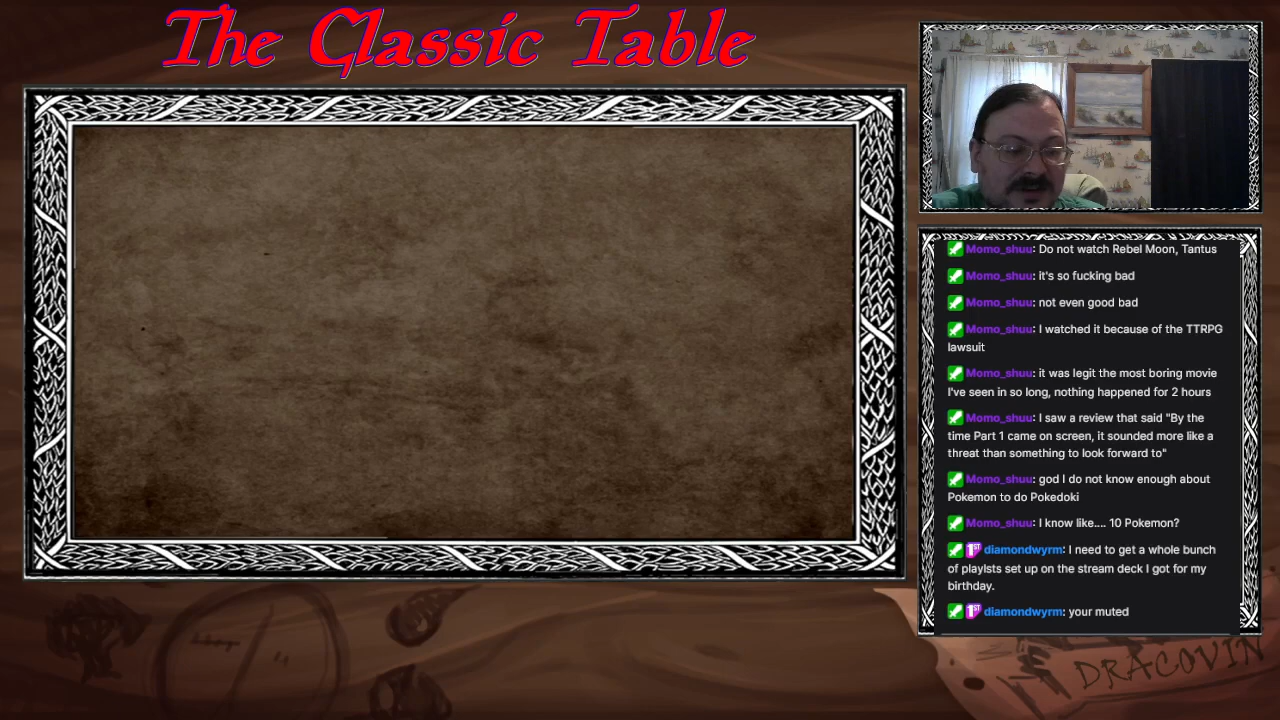 The Classic Table
Momo_shuu: Do not watch Rebel Moon, Tantus
Momo_shuu: it's so fucking bad
Momo_shuu: not even good bad
Momo_shuu: I watched it because of the TTRPG
lawsuit
Momo_shuu: it was legit the most boring movie
I've seen in so long, nothing happened for 2 hours
Momo_shuu: I saw a review that said "By the
time Part 1 came on screen, it sounded more like a
threat than something to look forward to"
Momo_shuu: god I do not know enough about
Pokemon to do Pokedoki
Momo_shuu: I know like.... 10 Pokemon?
diamondwyrm: I need to get a whole bunch
of playlsts set up on the stream deck I got for my
birthday.
diamondwyrm: your muted
DRACOVIN